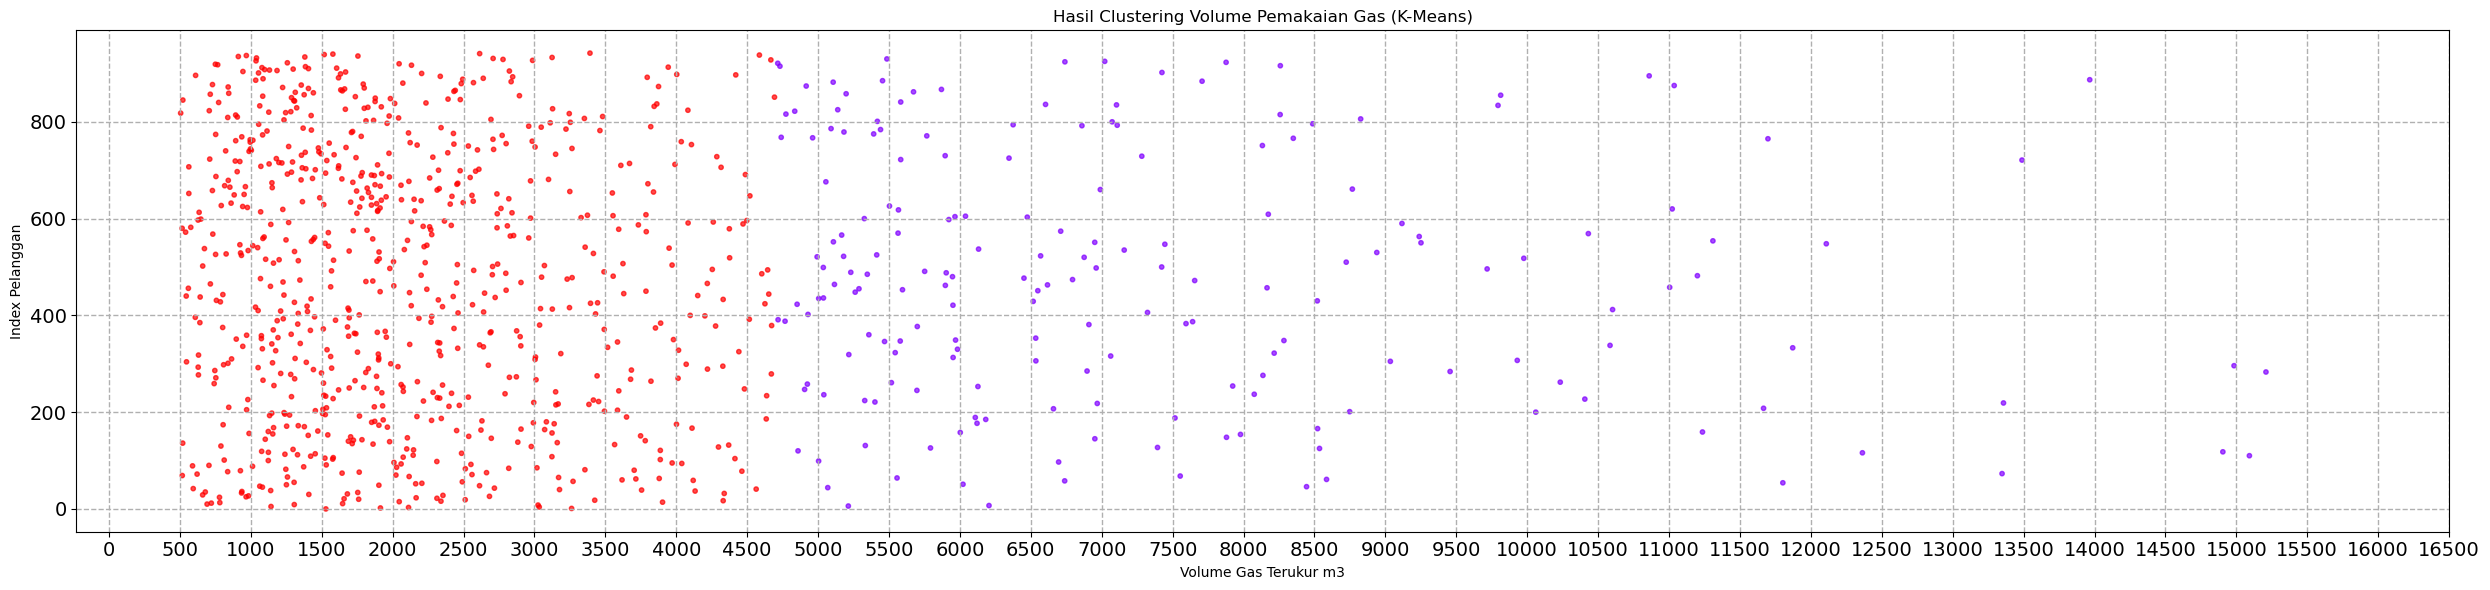 Hasil Clustering Volume Pemakaian Gas (K-Means)
Index Pelanggan
800
600
400
200
0
0 500 1000 1500 2000 2500 3000 3500 4000 4500 5000 5500 6000 6500 7000 7500 8000 8500 9000 9500 10000 10500 11000 11500 12000 12500 13000 13500 14000 14500 15000 15500 16000 16500
Volume Gas Terukur m3